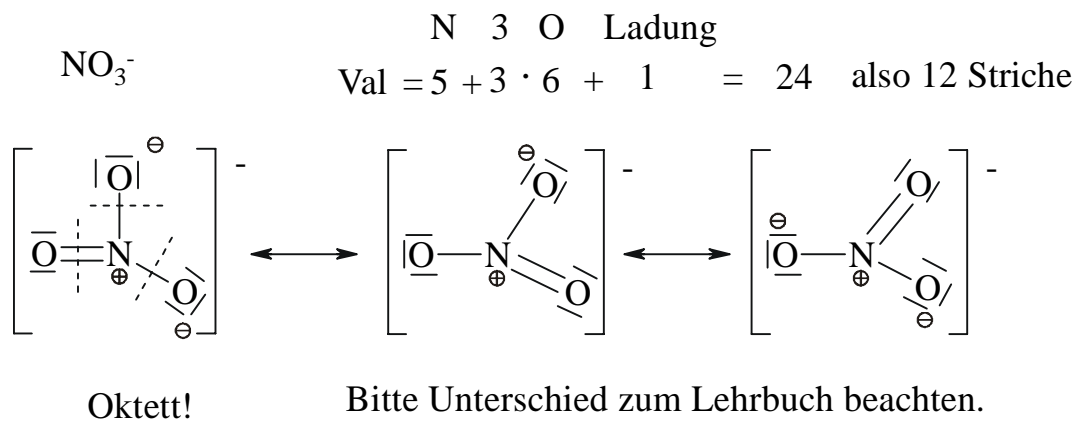 N 3 O Ladung
NO₃⁻
Val = 5 + 3 · 6 + 1 = 24 also 12 Striche
⊖ ⊖
O - O - O -
⊖
O N O N O N
⊕ ⊕ ⊕
O O O
⊖ ⊖
Oktett! Bitte Unterschied zum Lehrbuch beachten.